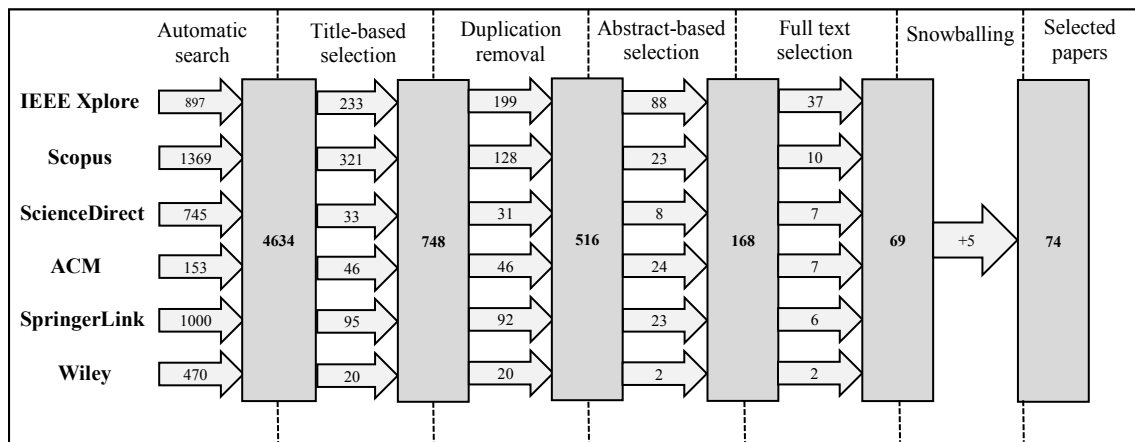 Automatic search
Title-based selection
Duplication removal
Abstract-based selection
Full text selection
Snowballing
Selected papers
IEEE Xplore 897 233 199 88 37
Scopus 1369 321 128 23 10
ScienceDirect 745 33 31 8 7
4634 748 516 168 69 +5 74
ACM 153 46 46 24 7
SpringerLink 1000 95 92 23 6
Wiley 470 20 20 2 2